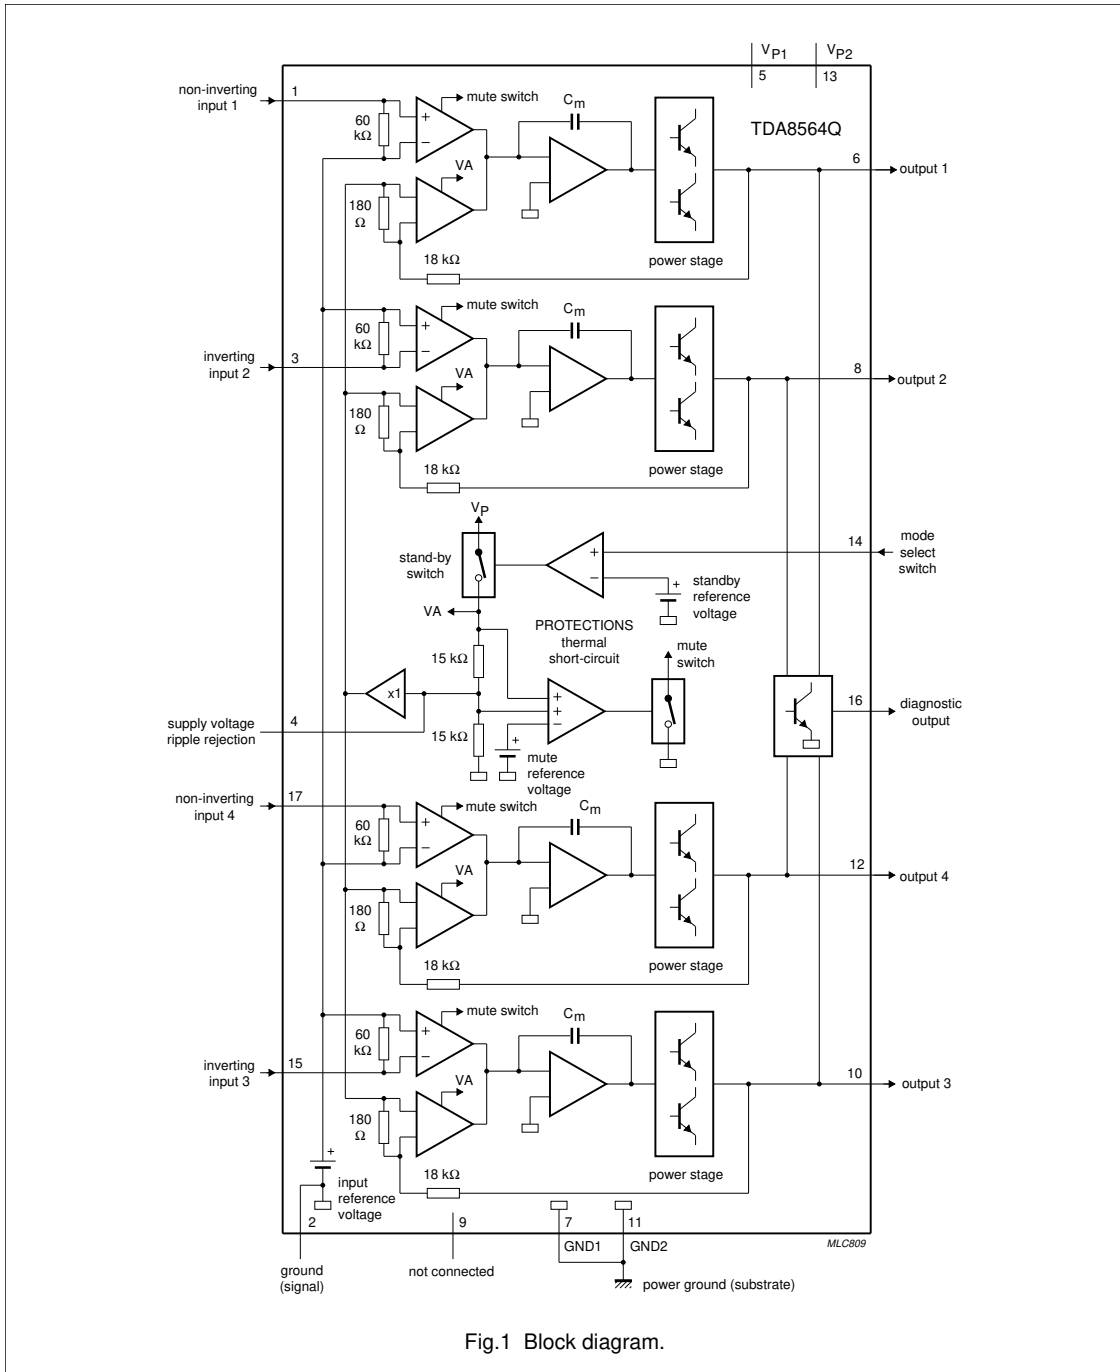 V_P1
V_P2
5
13
TDA8564Q
non-inverting
input 1
1
mute switch
60
kΩ
+
−
C_m
VA
180
Ω
18 kΩ
power stage
6
output 1
mute switch
60
kΩ
+
−
C_m
inverting
input 2
3
VA
180
Ω
18 kΩ
power stage
8
output 2
V_P
stand-by
switch
+
−
14
mode
select
switch
+
standby
reference
voltage
VA
PROTECTIONS
thermal
short-circuit
15 kΩ
mute
switch
x1
+
+
−
supply voltage
ripple rejection
4
15 kΩ
+
mute
reference
voltage
16
diagnostic
output
non-inverting
input 4
17
mute switch
60
kΩ
+
−
C_m
VA
180
Ω
18 kΩ
power stage
12
output 4
mute switch
60
kΩ
+
−
C_m
inverting
input 3
15
VA
180
Ω
18 kΩ
power stage
10
output 3
+
input
reference
voltage
2
9
7
11
GND1
GND2
MLC809
ground
(signal)
not connected
power ground (substrate)
Fig.1 Block diagram.